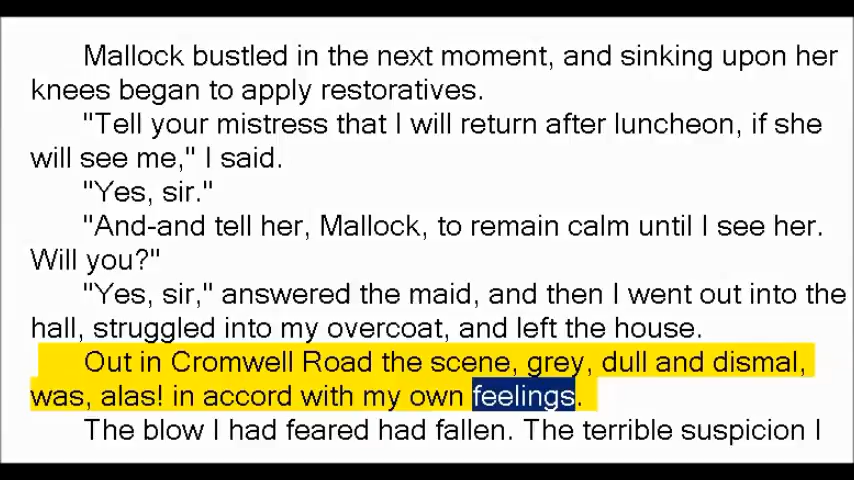 Mallock bustled in the next moment, and sinking upon her
knees began to apply restoratives.
"Tell your mistress that I will return after luncheon, if she
will see me," I said.
"Yes, sir."
"And-and tell her, Mallock, to remain calm until I see her.
Will you?"
"Yes, sir," answered the maid, and then I went out into the
hall, struggled into my overcoat, and left the house.
Out in Cromwell Road the scene, grey, dull and dismal,
was, alas! in accord with my own feelings.
The blow I had feared had fallen. The terrible suspicion I